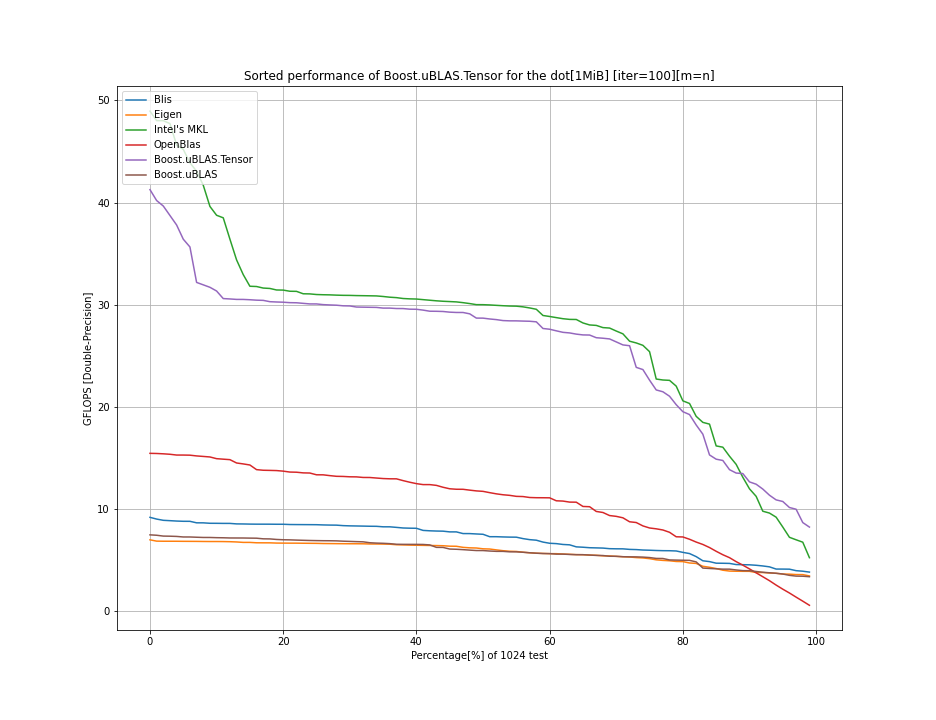 Sorted performance of Boost.uBLAS.Tensor for the dot[1MiB] [iter=100][m=n]
Blis
Eigen
Intel's MKL
OpenBlas
Boost.uBLAS.Tensor
Boost.uBLAS
50
40
30
20
10
0
GFLOPS [Double-Precision]
0 20 40 60 80 100
Percentage[%] of 1024 test